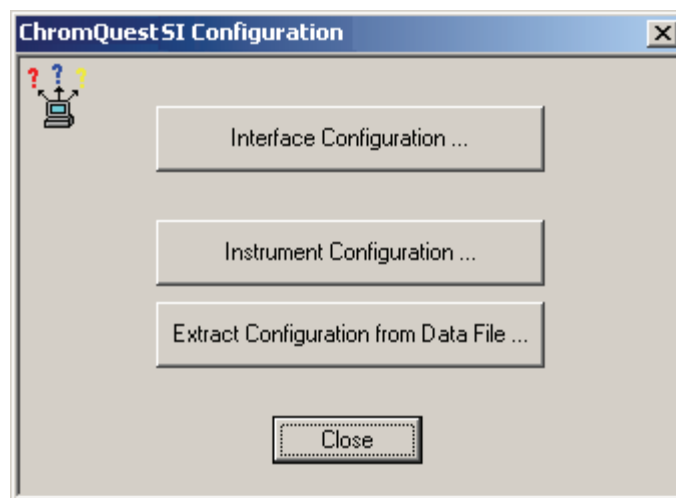 ChromQuest SI Configuration
? ? ?
Interface Configuration ...
Instrument Configuration ...
Extract Configuration from Data File ...
Close